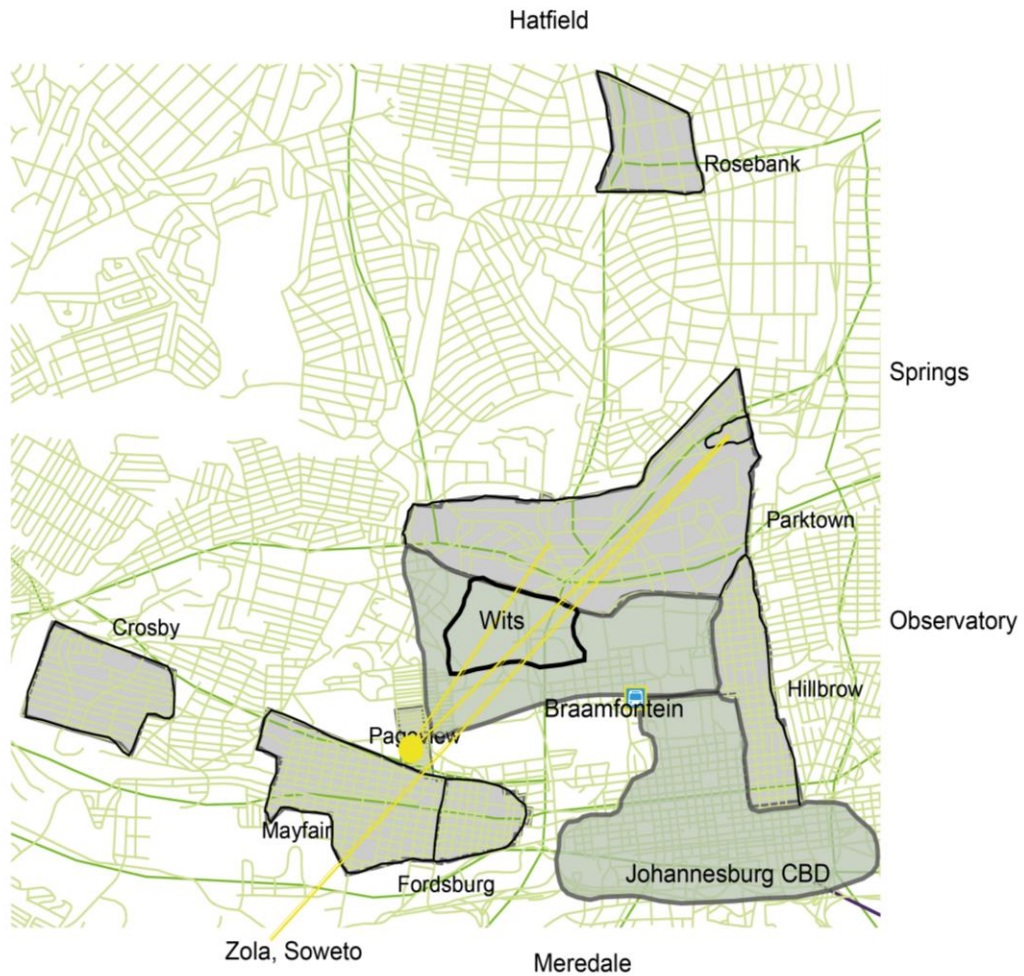 Hatfield
Rosebank
Springs
Parktown
Wits
Observatory
Crosby
Hillbrow
Braamfontein
Pageview
Mayfair
Johannesburg CBD
Fordsburg
Zola, Soweto
Meredale